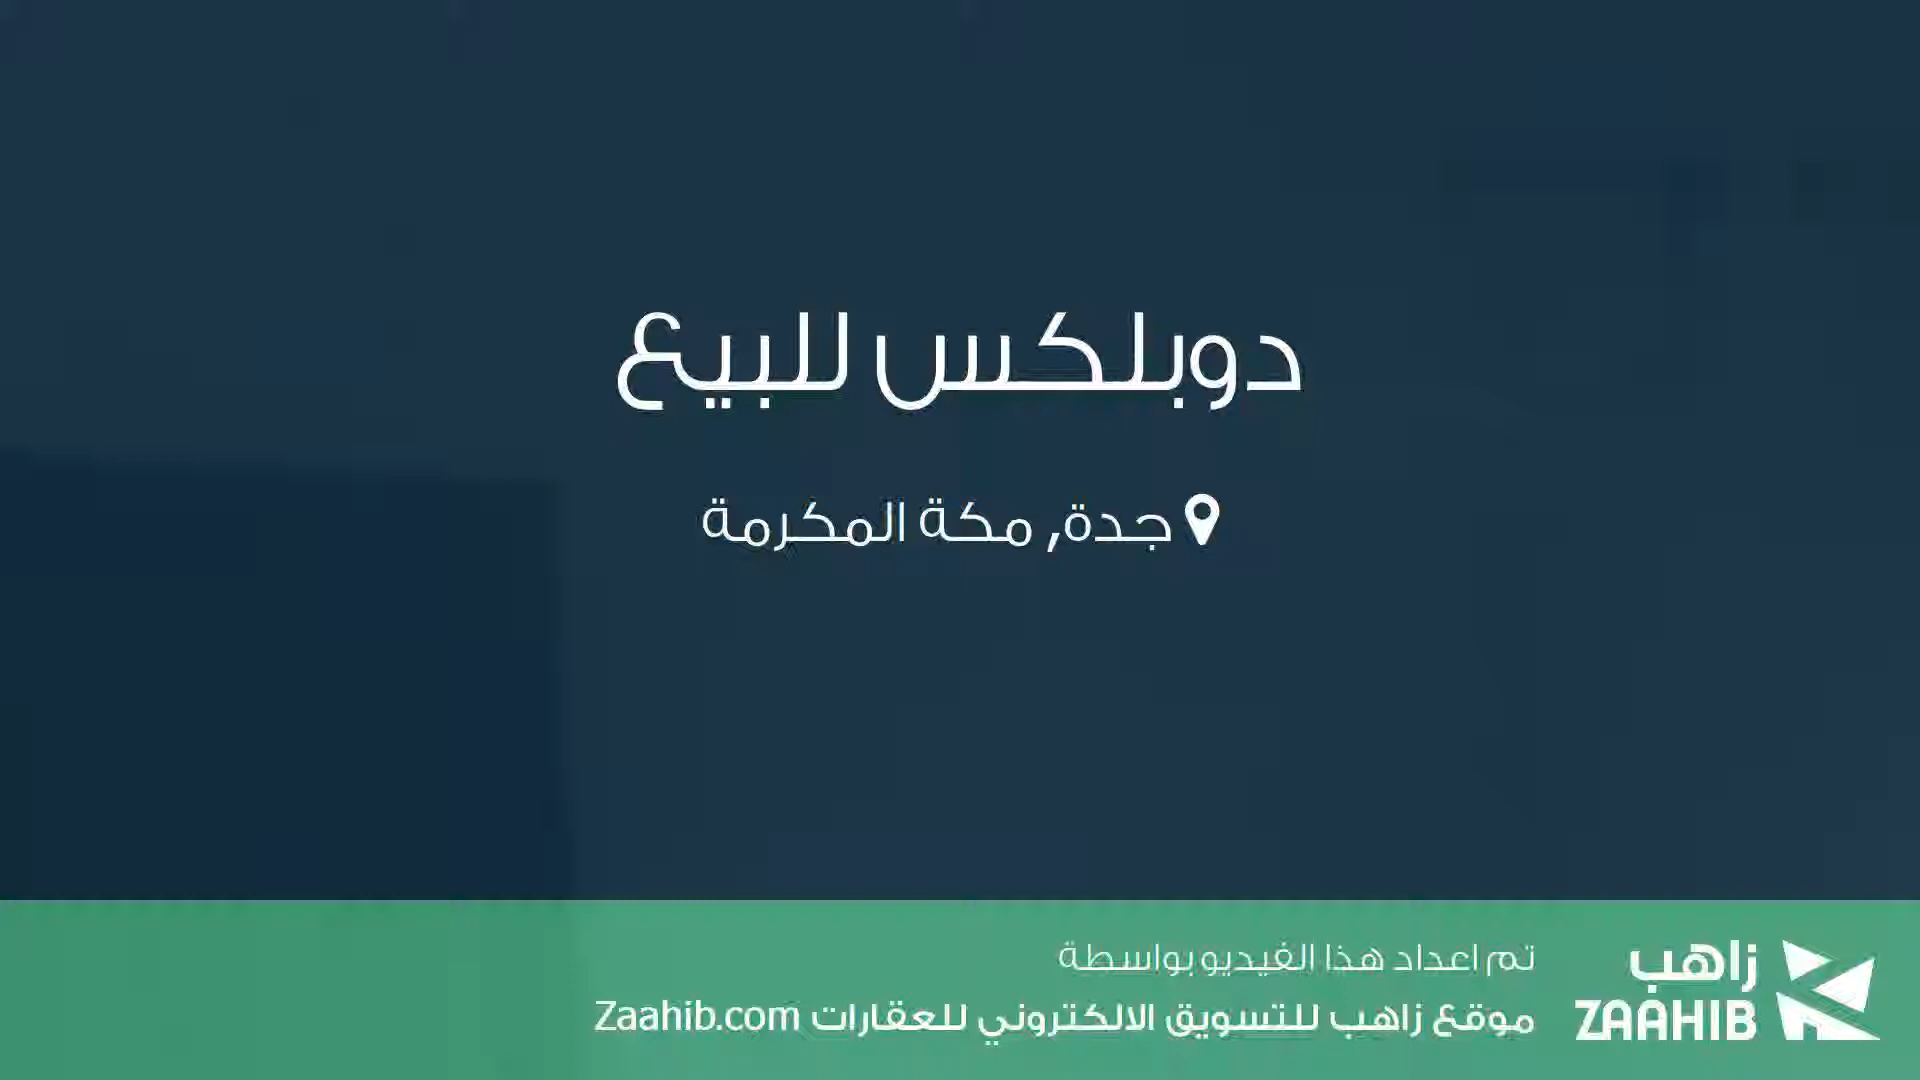 دوبلكس للبيع
جدة, مكة المكرمة
تم اعداد هذا الفيديو بواسطة
موقع زاهب للتسويق الالكتروني للعقارات Zaahib.com
زاهب
ZAAHIB